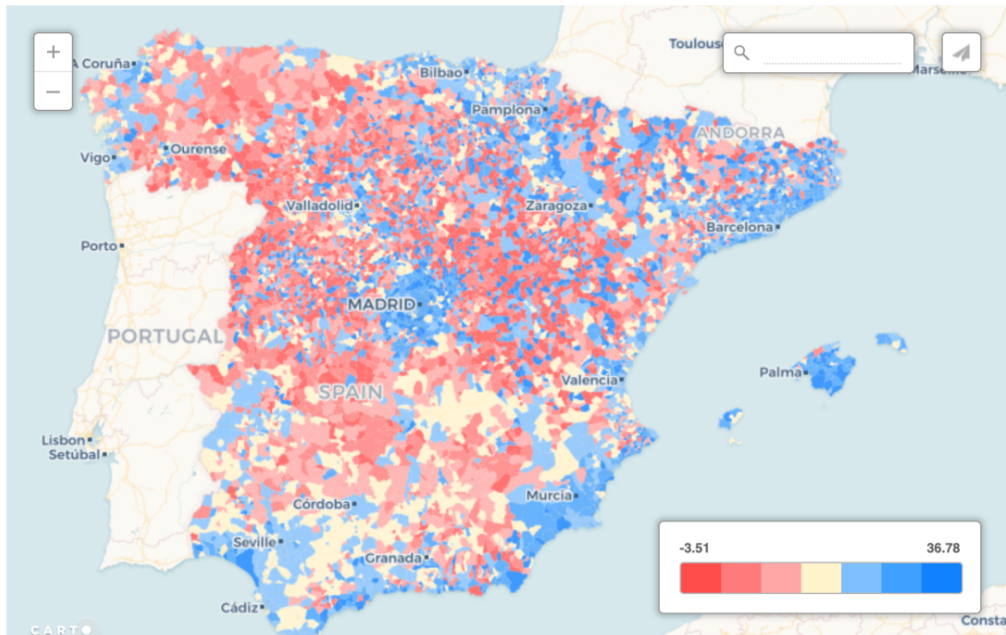 +
−
A Coruña
Bilbao
Toulous
Marseille
Pamplona
ANDORRA
Vigo
Ourense
Valladolid
Zaragoza
Barcelona
Porto
MADRID
PORTUGAL
SPAIN
Valencia
Palma
Lisbon
Setúbal
Córdoba
Murcia
Seville
Granada
Cádiz
-3.51 36.78
CARTO
Consta